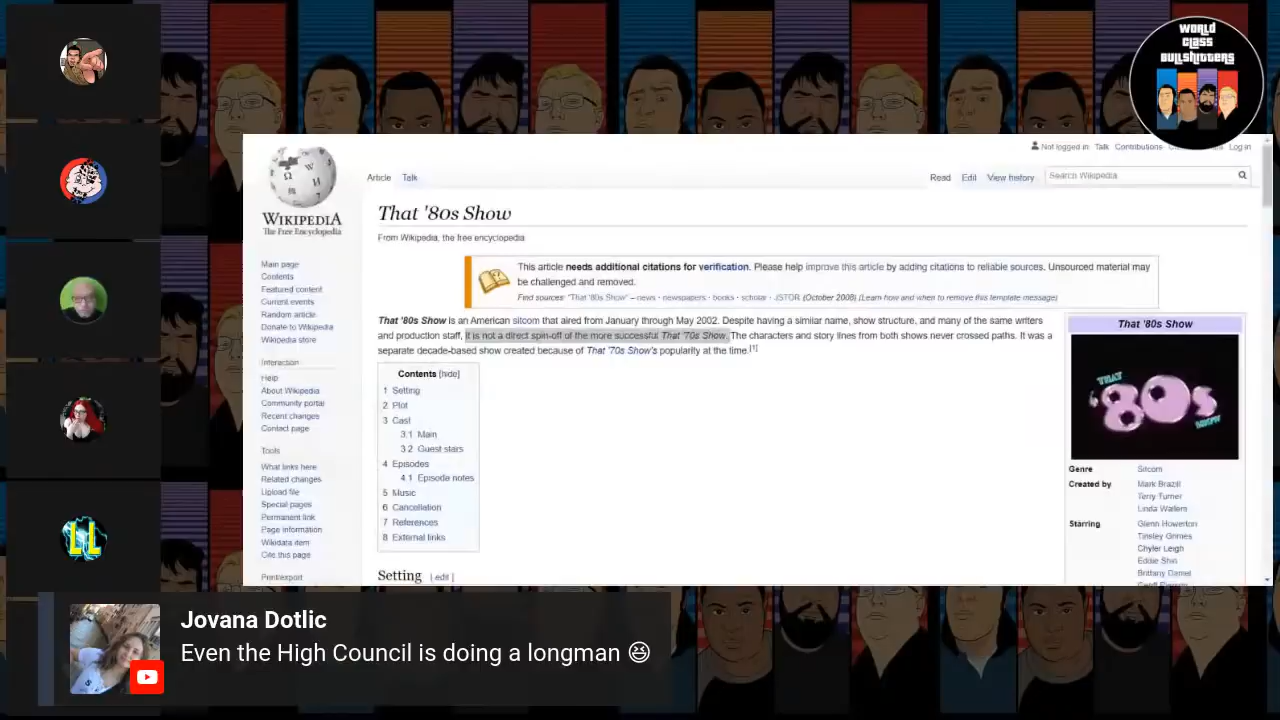 WORLD
CLASS
BULLSHITTERS
Not logged in Talk Contributions Log in
Article Talk
Read Edit View history
Search Wikipedia
WIKIPEDIA
The Free Encyclopedia
That '80s Show
From Wikipedia, the free encyclopedia
Main page
Contents
Featured content
Current events
Random article
Donate to Wikipedia
Wikipedia store
Interaction
Help
About Wikipedia
Community portal
Recent changes
Contact page
Tools
What links here
Related changes
Upload file
Special pages
Permanent link
Page information
Wikidata item
Cite this page
Print/export
This article needs additional citations for verification. Please help improve this article by adding citations to reliable sources. Unsourced material may
be challenged and removed.
Find sources: "That '80s Show" – news · newspapers · books · scholar · JSTOR (October 2008) (Learn how and when to remove this template message)
That '80s Show is an American sitcom that aired from January through May 2002. Despite having a similar name, show structure, and many of the same writers
and production staff, it is not a direct spin-off of the more successful That '70s Show. The characters and story lines from both shows never crossed paths. It was a
separate decade-based show created because of That '70s Show's popularity at the time.[1]
Contents [hide]
1 Setting
2 Plot
3 Cast
3.1 Main
3.2 Guest stars
4 Episodes
4.1 Episode notes
5 Music
6 Cancellation
7 References
8 External links
Setting [ edit ]
That '80s Show
THAT
'80s
SHOW
Genre Sitcom
Created by Mark Brazill
Terry Turner
Linda Wallem
Starring Glenn Howerton
Tinsley Grimes
Chyler Leigh
Eddie Shin
Brittany Daniel
LL
Jovana Dotlic
Even the High Council is doing a longman 😆